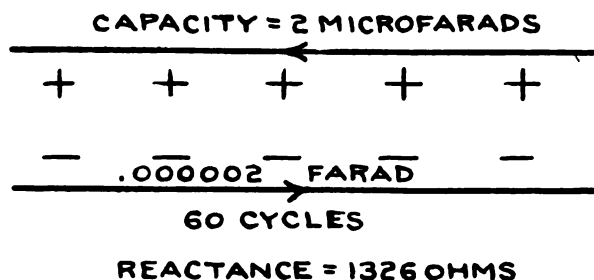 CAPACITY = 2 MICROFARADS
+ + + + +
— — — — —
.000002 FARAD
60 CYCLES
REACTANCE = 1326 OHMS